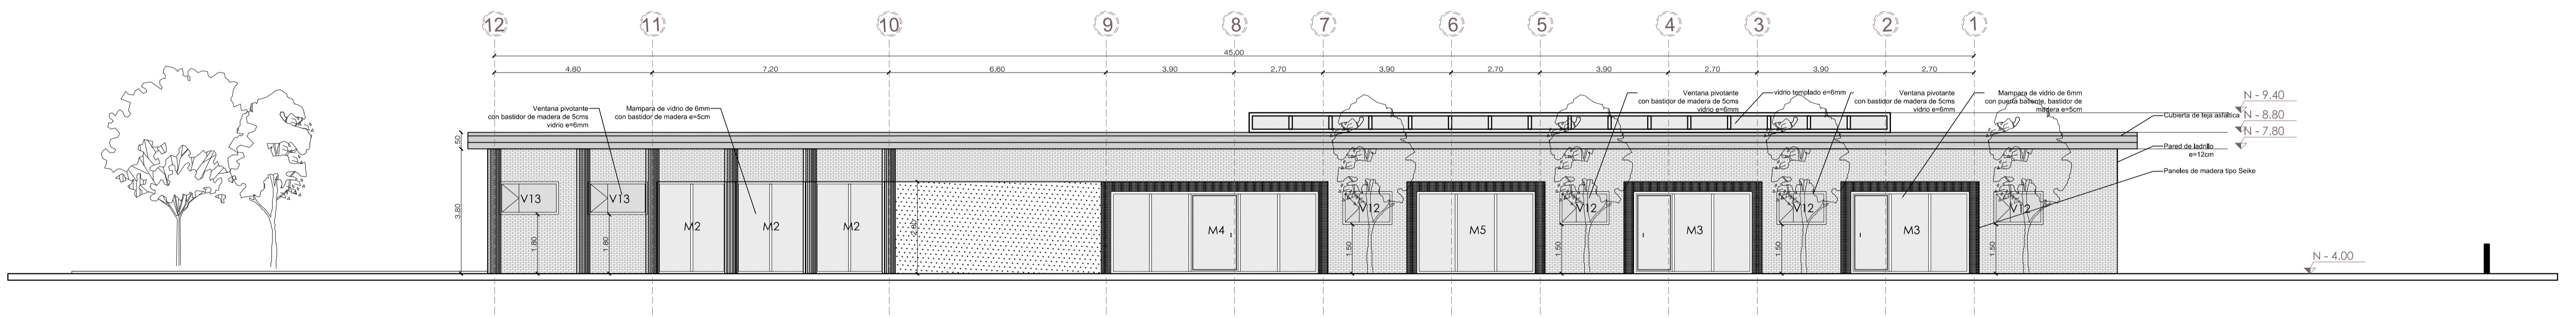 12 11 10 9 8 7 6 5 4 3 2 1
45,00
4.80 7.20 6.60 3.90 2.70 3.90 2.70 3.90 2.70 3.90 2.70
Ventana pivotante
con bastidor de madera de 5cms
vidrio e=6mm
Mampara de vidrio de 6mm
con bastidor de madera e=5cm
Ventana pivotante
con bastidor de madera de 5cms
vidrio e=6mm
vidrio templado e=6mm
Ventana pivotante
con bastidor de madera de 5cms
vidrio e=6mm
Mampara de vidrio de 6mm
con puerta batiente, bastidor de
madera e=5cm
N - 9.40
Cubierta de teja asfaltica
N - 8.80
N - 7.80
Pared de ladrillo
e=12cm
Paneles de madera tipo Seike
.50
3.80
V13 V13 V12 V12 V12 V12
M2 M2 M2 M4 M5 M3 M3
1.80 1.80 1.50 1.50 1.50 1.50
N - 4.00